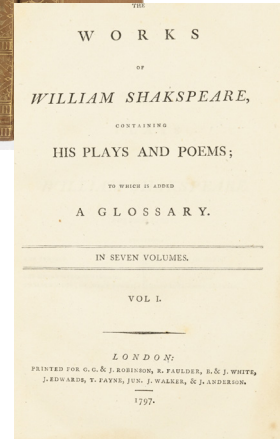 THE
WORKS
OF
WILLIAM SHAKSPEARE,
CONTAINING
HIS PLAYS AND POEMS;
TO WHICH IS ADDED
A GLOSSARY.
IN SEVEN VOLUMES.
VOL I.
LONDON:
PRINTED FOR G. G. & J. ROBINSON, R. FAULDER, B. & J. WHITE,
J. EDWARDS, T. PAYNE, JUN. J. WALKER, & J. ANDERSON.
1797.